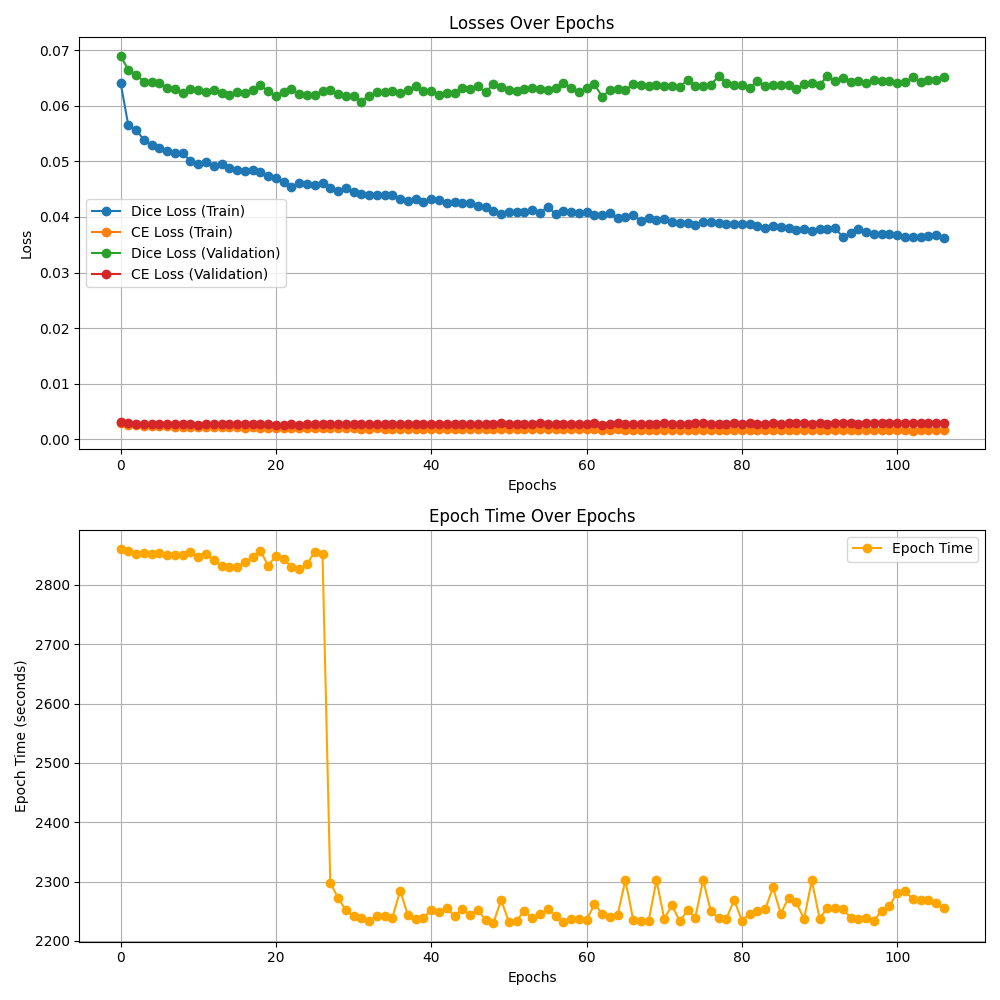 Losses Over Epochs
0.07
0.06
0.05
0.04
0.03
0.02
0.01
0.00
Loss
Dice Loss (Train)
CE Loss (Train)
Dice Loss (Validation)
CE Loss (Validation)
0 20 40 60 80 100
Epochs
Epoch Time Over Epochs
2800
2700
2600
2500
2400
2300
2200
Epoch Time (seconds)
Epoch Time
0 20 40 60 80 100
Epochs